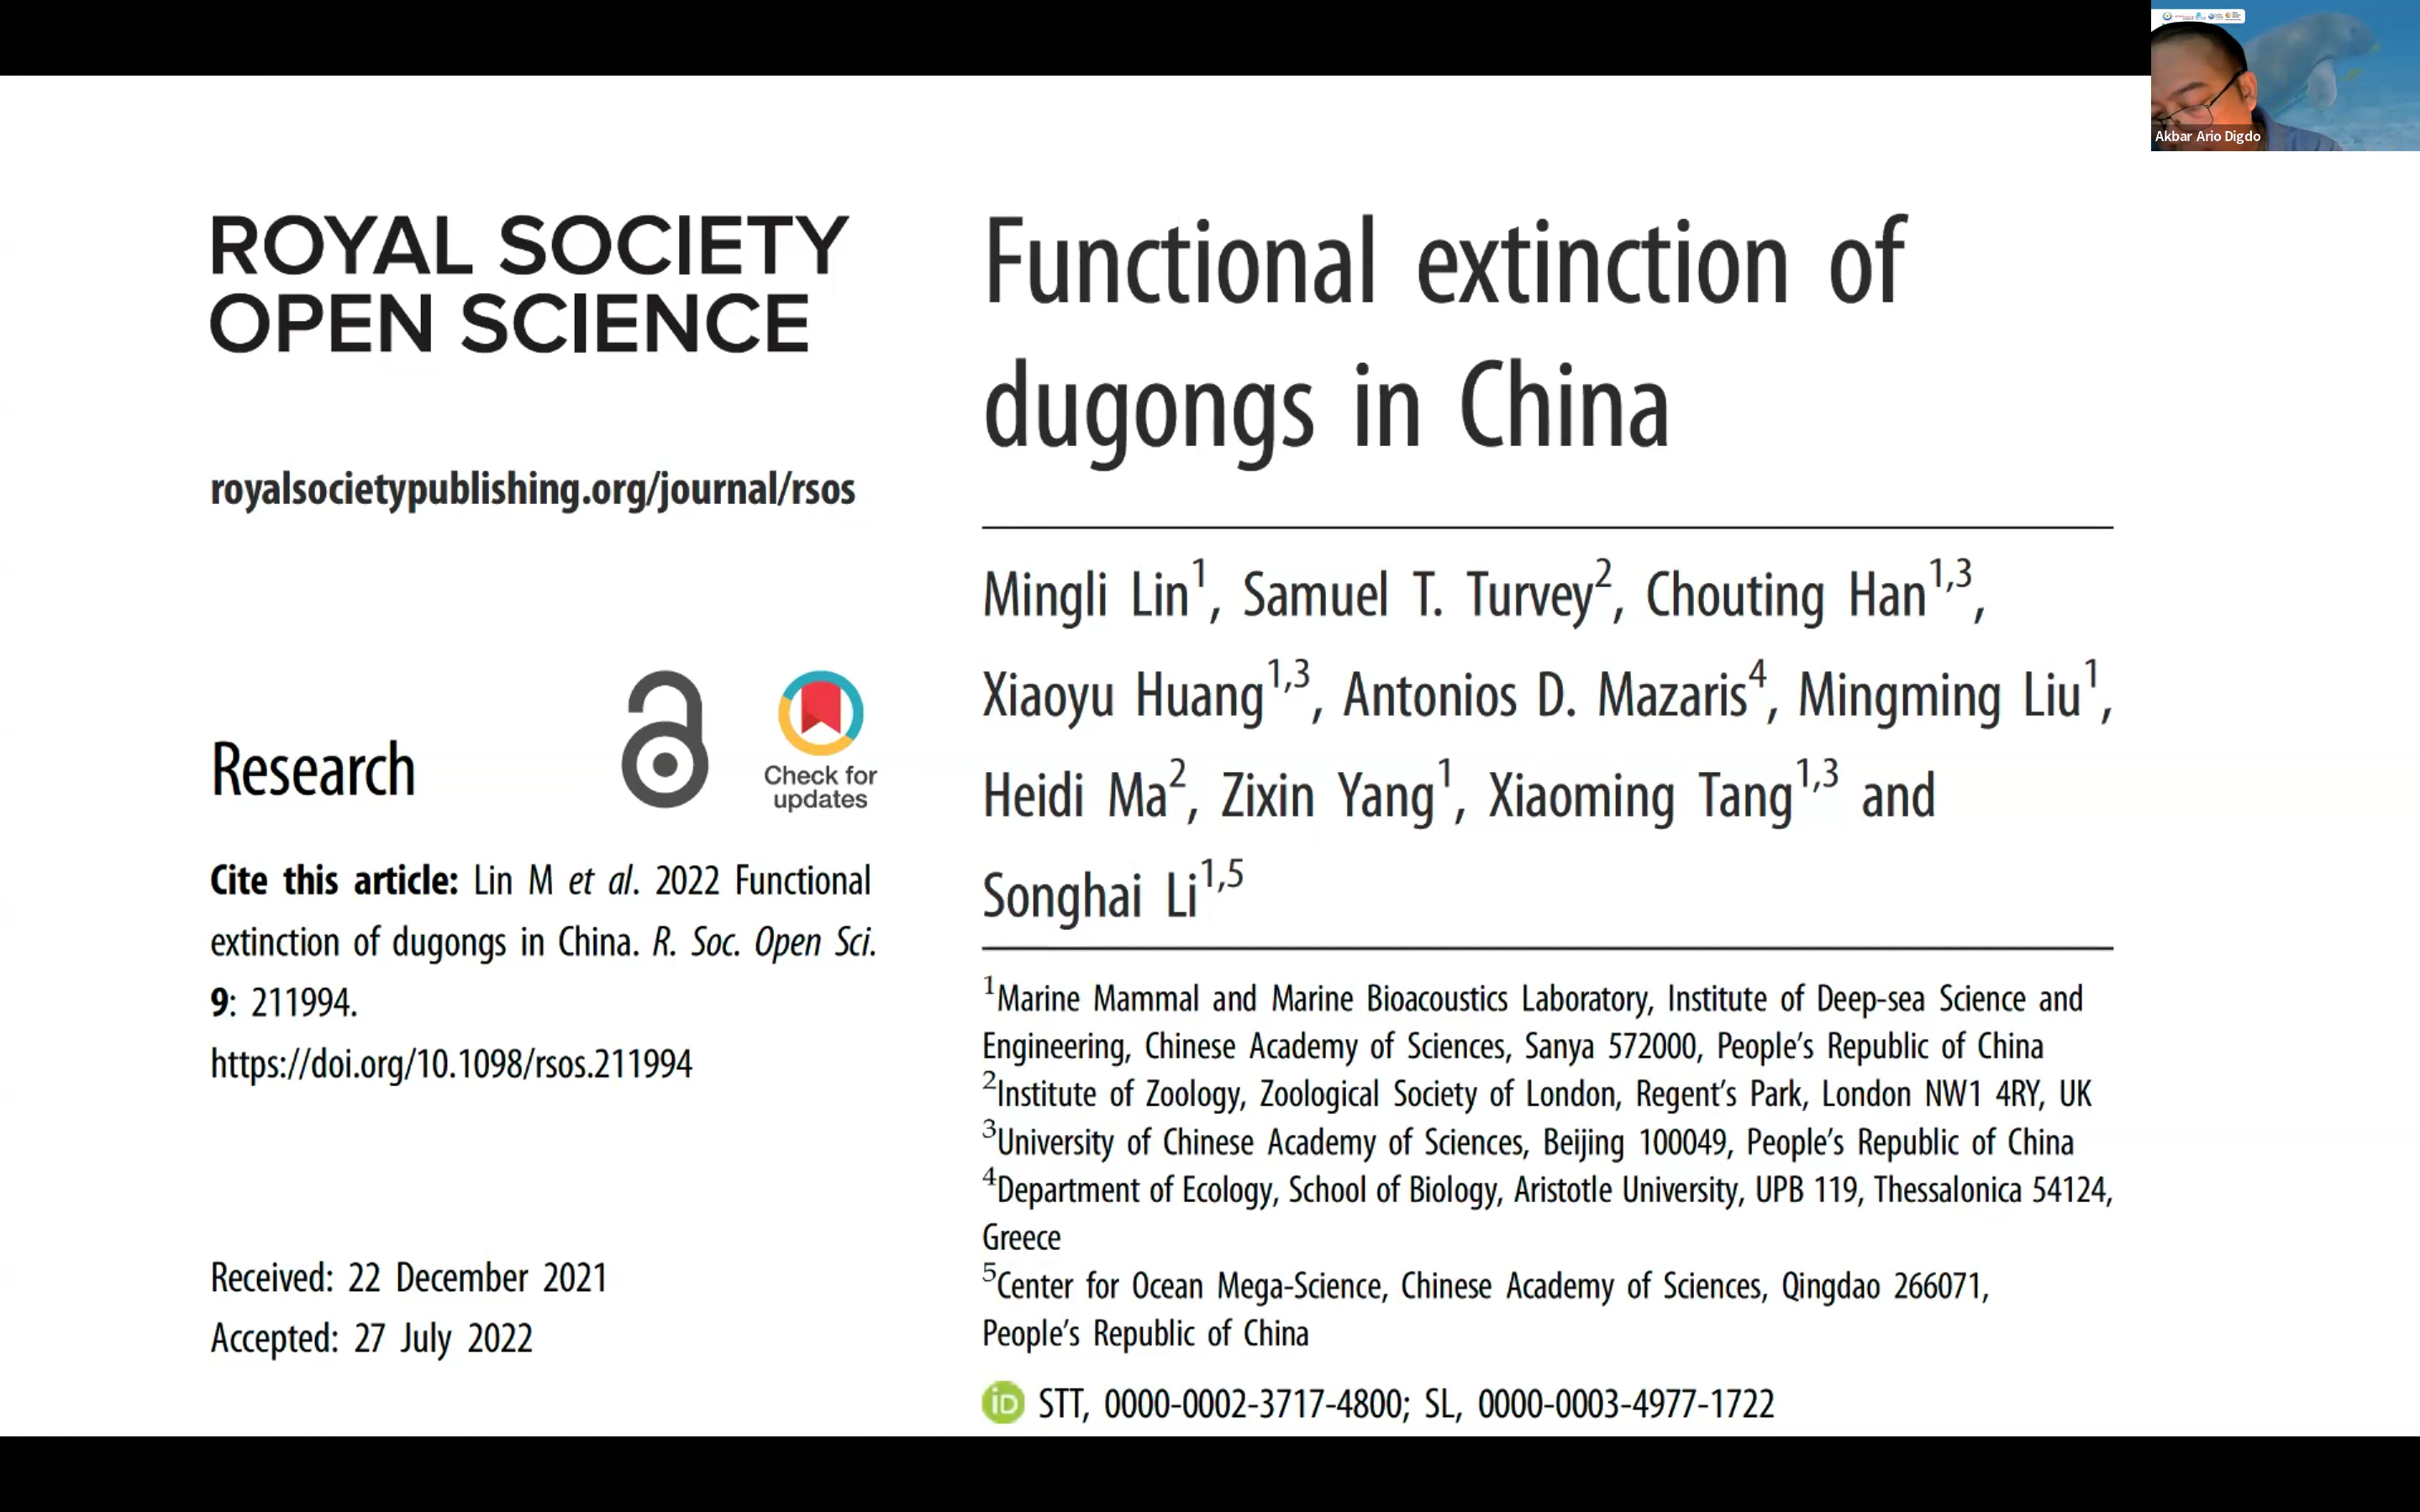 Akbar Ario Digdo
ROYAL SOCIETY
OPEN SCIENCE
royalsocietypublishing.org/journal/rsos
Research
Check for
updates
Cite this article: Lin M et al. 2022 Functional
extinction of dugongs in China. R. Soc. Open Sci.
9: 211994.
https://doi.org/10.1098/rsos.211994
Received: 22 December 2021
Accepted: 27 July 2022
Functional extinction of
dugongs in China
Mingli Lin1, Samuel T. Turvey2, Chouting Han1,3,
Xiaoyu Huang1,3, Antonios D. Mazaris4, Mingming Liu1,
Heidi Ma2, Zixin Yang1, Xiaoming Tang1,3 and
Songhai Li1,5
1Marine Mammal and Marine Bioacoustics Laboratory, Institute of Deep-sea Science and
Engineering, Chinese Academy of Sciences, Sanya 572000, People's Republic of China
2Institute of Zoology, Zoological Society of London, Regent's Park, London NW1 4RY, UK
3University of Chinese Academy of Sciences, Beijing 100049, People's Republic of China
4Department of Ecology, School of Biology, Aristotle University, UPB 119, Thessalonica 54124,
Greece
5Center for Ocean Mega-Science, Chinese Academy of Sciences, Qingdao 266071,
People's Republic of China
iD STT, 0000-0002-3717-4800; SL, 0000-0003-4977-1722